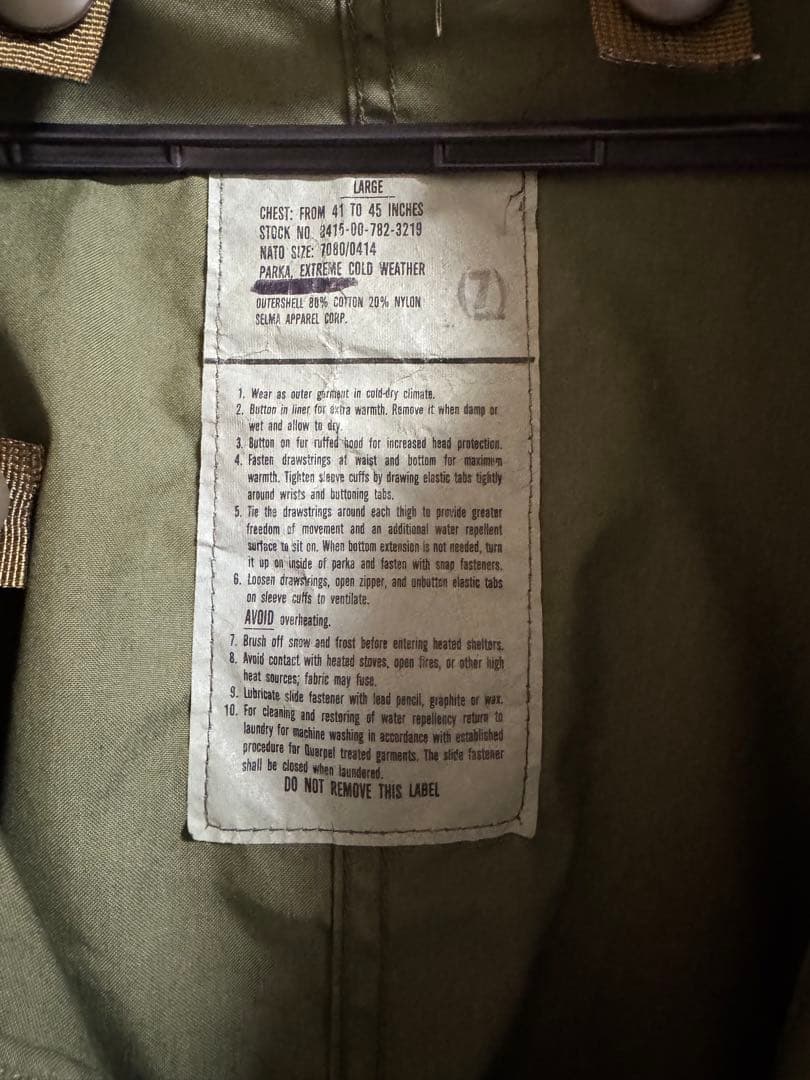 LARGE
CHEST: FROM 41 TO 45 INCHES
STOCK NO. 8415-00-782-3219
NATO SIZE: 7080/0414
PARKA, EXTREME COLD WEATHER
(7)
OUTERSHELL 80% COTTON 20% NYLON
SELMA APPAREL CORP.
1. Wear as outer garment in cold-dry climate.
2. Button in liner for extra warmth. Remove it when damp or
wet and allow to dry.
3. Button on fur ruffed hood for increased head protection.
4. Fasten drawstrings at waist and bottom for maximum
warmth. Tighten sleeve cuffs by drawing elastic tabs tightly
around wrists and buttoning tabs.
5. Tie the drawstrings around each thigh to provide greater
freedom of movement and an additional water repellent
surface to sit on. When bottom extension is not needed, turn
it up on inside of parka and fasten with snap fasteners.
6. Loosen drawstrings, open zipper, and unbutton elastic tabs
on sleeve cuffs to ventilate.
AVOID overheating.
7. Brush off snow and frost before entering heated shelters.
8. Avoid contact with heated stoves, open fires, or other high
heat sources; fabric may fuse.
9. Lubricate slide fastener with lead pencil, graphite or wax.
10. For cleaning and restoring of water repellency return to
laundry for machine washing in accordance with established
procedure for Quarpel treated garments. The slide fastener
shall be closed when laundered.
DO NOT REMOVE THIS LABEL